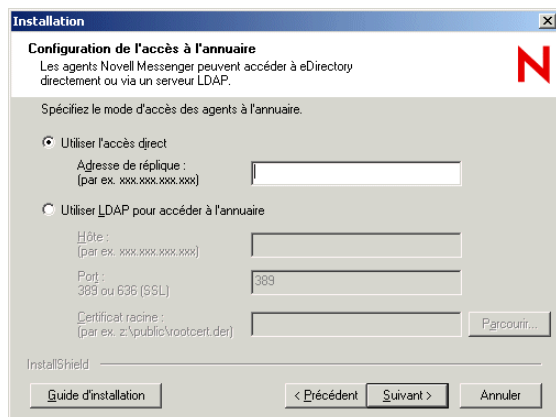 Installation
Configuration de l'accès à l'annuaire
Les agents Novell Messenger peuvent accéder à eDirectory
directement ou via un serveur LDAP.
N
Spécifiez le mode d'accès des agents à l'annuaire.
Utiliser l'accès direct
Adresse de réplique :
(par ex. xxx.xxx.xxx.xxx)
Utiliser LDAP pour accéder à l'annuaire
Hôte :
(par ex. xxx.xxx.xxx.xxx)
Port :
389 ou 636 (SSL)
389
Certificat racine :
(par ex. z:\public\rootcert.der)
Parcourir...
InstallShield
Guide d'installation
< Précédent
Suivant >
Annuler